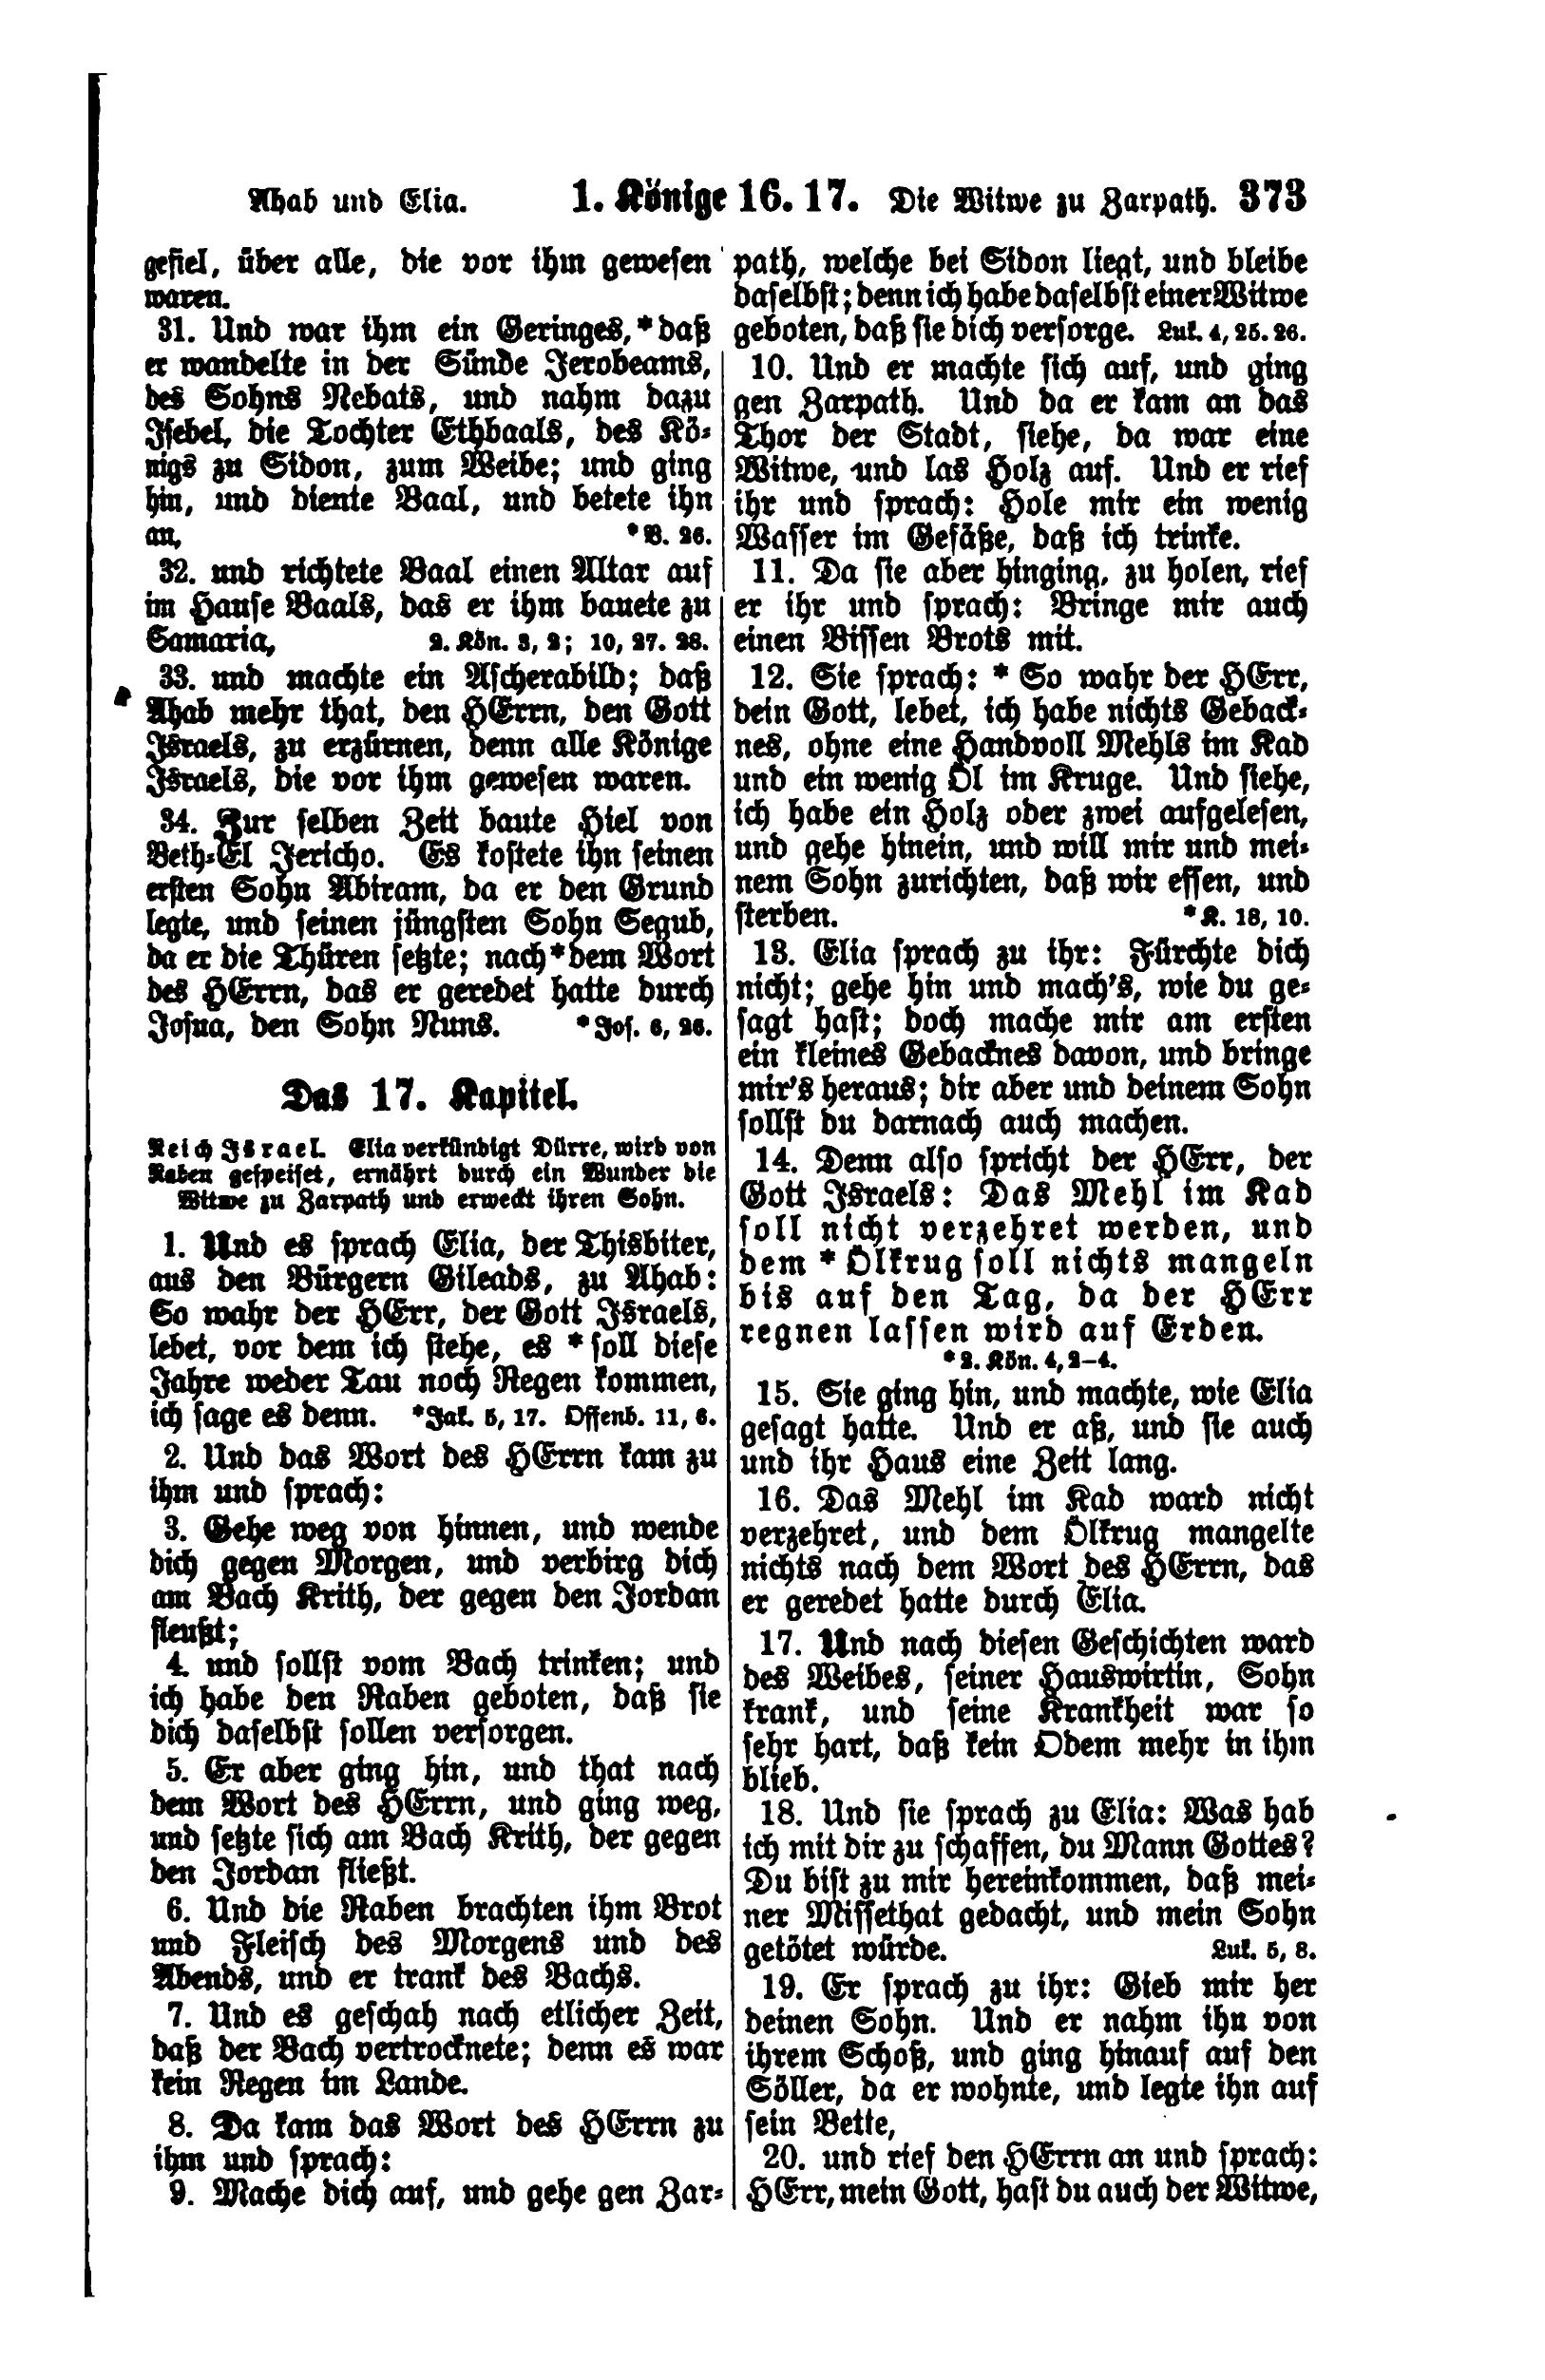 Ahab und Elia. 1. Könige 16. 17. Die Witwe zu Zarpath. 373
gefiel, über alle, die vor ihm gewesen
waren.
31. Und war ihm ein Geringes, * daß
er wandelte in der Sünde Jerobeams,
des Sohns Nebats, und nahm dazu
Isebel, die Tochter Ethbaals, des Kö-
nigs zu Sidon, zum Weibe; und ging
hin, und diente Baal, und betete ihn
an, * V. 26.
32. und richtete Baal einen Altar auf
im Hause Baals, das er ihm bauete zu
Samaria, 2. Kön. 3, 2; 10, 27. 28.
33. und machte ein Ascherabild; daß
Ahab mehr that, den HErrn, den Gott
Israels, zu erzürnen, denn alle Könige
Israels, die vor ihm gewesen waren.
34. Zur selben Zeit baute Hiel von
Beth-El Jericho. Es kostete ihn seinen
ersten Sohn Abiram, da er den Grund
legte, und seinen jüngsten Sohn Segub,
da er die Thüren setzte; nach * dem Wort
des HErrn, das er geredet hatte durch
Josua, den Sohn Nuns. * Jos. 6, 26.
Das 17. Kapitel.
Reich Israel. Elia verkündigt Dürre, wird von
Raben gespeiset, ernährt durch ein Wunder die
Witwe zu Zarpath und erweckt ihren Sohn.
1. Und es sprach Elia, der Thisbiter,
aus den Bürgern Gileads, zu Ahab:
So wahr der HErr, der Gott Israels,
lebet, vor dem ich stehe, es * soll diese
Jahre weder Tau noch Regen kommen,
ich sage es denn. * Jak. 5, 17. Offenb. 11, 6.
2. Und das Wort des HErrn kam zu
ihm und sprach:
3. Gehe weg von hinnen, und wende
dich gegen Morgen, und verbirg dich
am Bach Krith, der gegen den Jordan
fleußt;
4. und sollst vom Bach trinken; und
ich habe den Raben geboten, daß sie
dich daselbst sollen versorgen.
5. Er aber ging hin, und that nach
dem Wort des HErrn, und ging weg,
und setzte sich am Bach Krith, der gegen
den Jordan fließt.
6. Und die Raben brachten ihm Brot
und Fleisch des Morgens und des
Abends, und er trank des Bachs.
7. Und es geschah nach etlicher Zeit,
daß der Bach vertrocknete; denn es war
kein Regen im Lande.
8. Da kam das Wort des HErrn zu
ihm und sprach:
9. Mache dich auf, und gehe gen Zar-
path, welche bei Sidon liegt, und bleibe
daselbst; denn ich habe daselbst einer Witwe
geboten, daß sie dich versorge. Luk. 4, 25. 26.
10. Und er machte sich auf, und ging
gen Zarpath. Und da er kam an das
Thor der Stadt, siehe, da war eine
Witwe, und las Holz auf. Und er rief
ihr und sprach: Hole mir ein wenig
Wasser im Gefäße, daß ich trinke.
11. Da sie aber hinging, zu holen, rief
er ihr und sprach: Bringe mir auch
einen Bissen Brots mit.
12. Sie sprach: * So wahr der HErr,
dein Gott, lebet, ich habe nichts Geback-
nes, ohne eine Handvoll Mehls im Kad
und ein wenig Öl im Kruge. Und siehe,
ich habe ein Holz oder zwei aufgelesen,
und gehe hinein, und will mir und mei-
nem Sohn zurichten, daß wir essen, und
sterben. * K. 18, 10.
13. Elia sprach zu ihr: Fürchte dich
nicht; gehe hin und mach's, wie du ge-
sagt hast; doch mache mir am ersten
ein kleines Gebacknes davon, und bringe
mir's heraus; dir aber und deinem Sohn
sollst du darnach auch machen.
14. Denn also spricht der HErr, der
Gott Israels: Das Mehl im Kad
soll nicht verzehret werden, und
dem * Ölkrug soll nichts mangeln
bis auf den Tag, da der HErr
regnen lassen wird auf Erden.
* 2. Kön. 4, 2–4.
15. Sie ging hin, und machte, wie Elia
gesagt hatte. Und er aß, und sie auch
und ihr Haus eine Zeit lang.
16. Das Mehl im Kad ward nicht
verzehret, und dem Ölkrug mangelte
nichts nach dem Wort des HErrn, das
er geredet hatte durch Elia.
17. Und nach diesen Geschichten ward
des Weibes, seiner Hauswirtin, Sohn
krank, und seine Krankheit war so
sehr hart, daß kein Odem mehr in ihm
blieb.
18. Und sie sprach zu Elia: Was hab
ich mit dir zu schaffen, du Mann Gottes?
Du bist zu mir hereinkommen, daß mei-
ner Missethat gedacht, und mein Sohn
getötet würde. Luk. 5, 8.
19. Er sprach zu ihr: Gieb mir her
deinen Sohn. Und er nahm ihn von
ihrem Schoß, und ging hinauf auf den
Söller, da er wohnte, und legte ihn auf
sein Bette,
20. und rief den HErrn an und sprach:
HErr, mein Gott, hast du auch der Witwe,